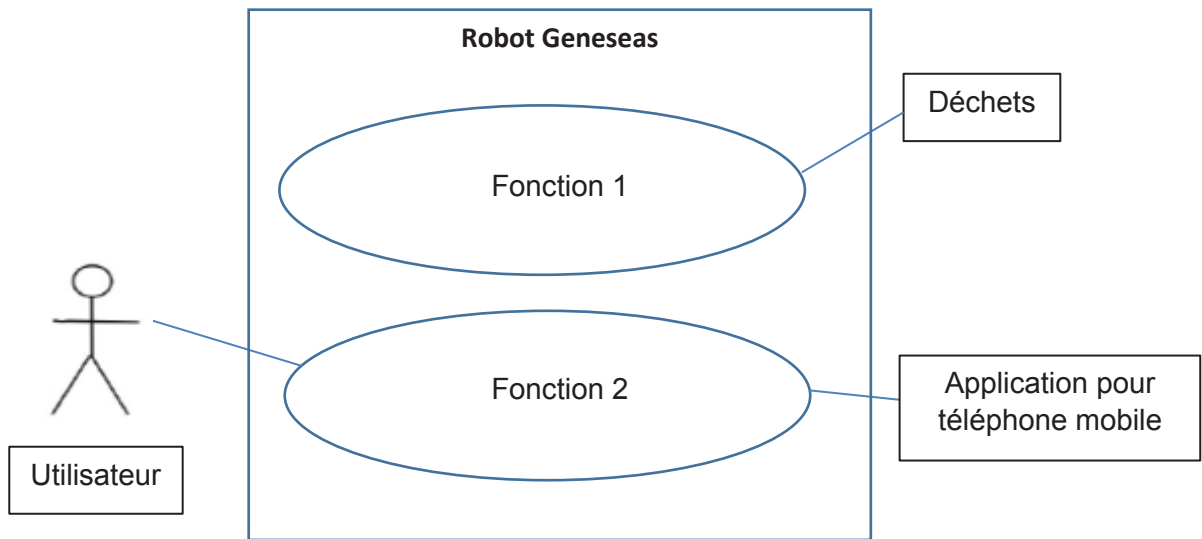 Robot Geneseas
Déchets
Fonction 1
Fonction 2
Application pour
téléphone mobile
Utilisateur